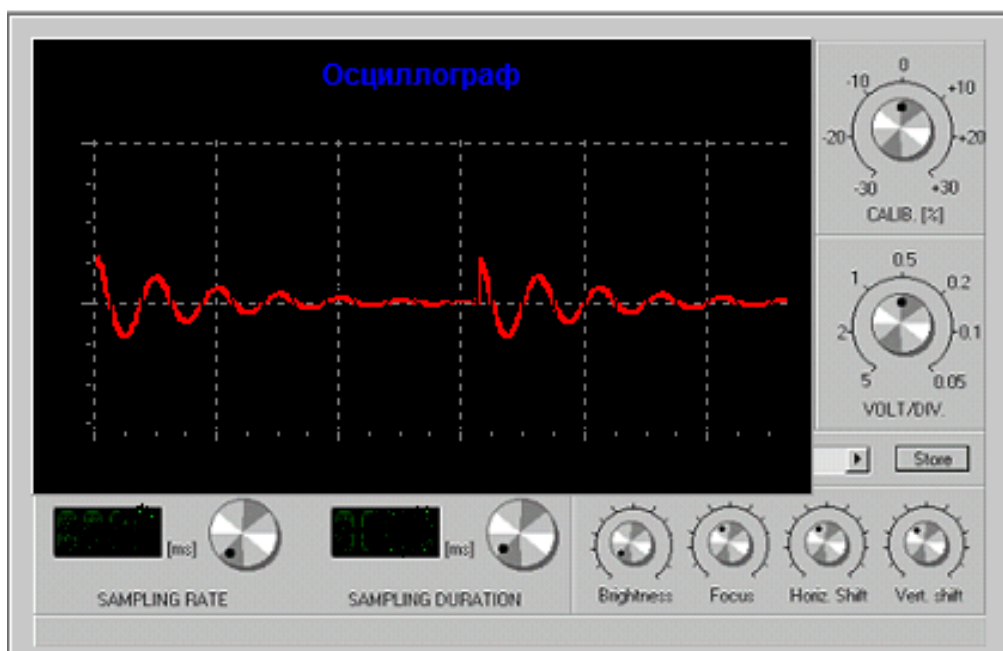 Осциллограф
0
-10 +10
-20 +20
-30 +30
CALIB. [%]
0.5
1 0.2
2 0.1
5 0.05
VOLT/DIV.
Store
[ms] [ms]
SAMPLING RATE SAMPLING DURATION
Brightness Focus Horiz. Shift Vert. shift